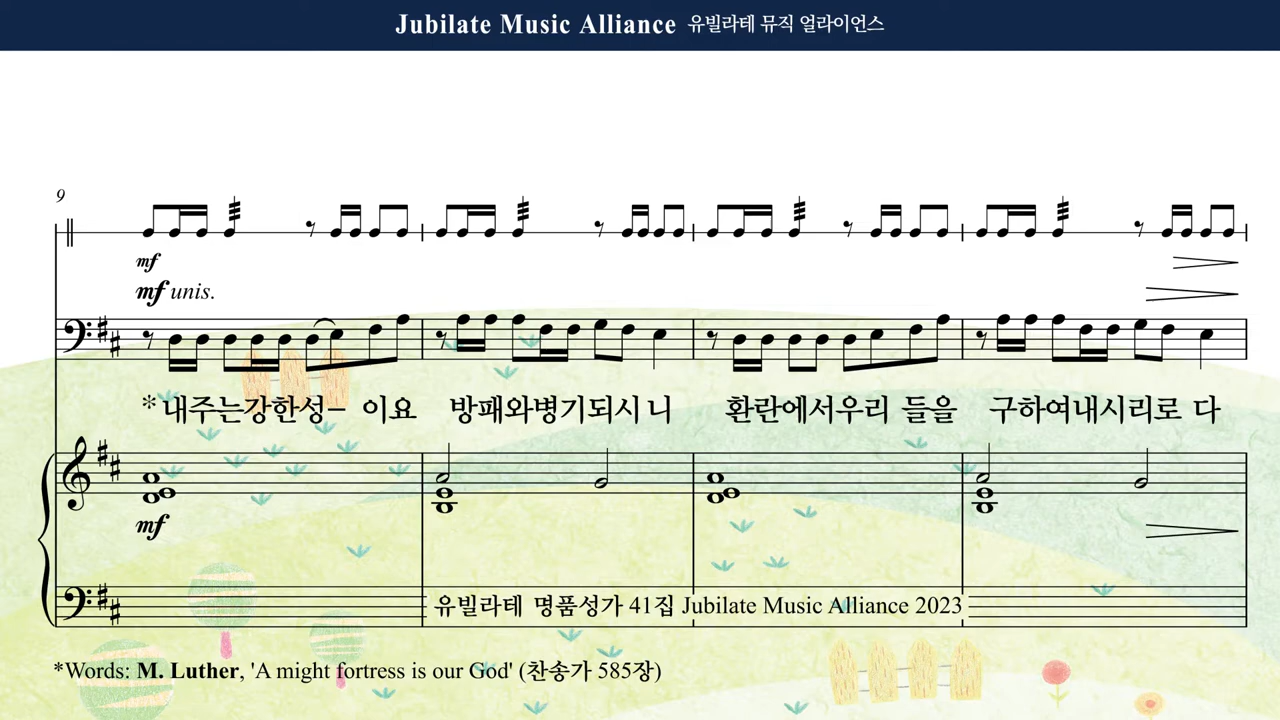 Jubilate Music Alliance 유빌라테 뮤직 얼라이언스
9
mf
mf unis.
*내주는강한성– 이요 방패와병기되시니 환란에서우리 들을 구하여내시리로 다
mf
유빌라테 명품성가 41집 Jubilate Music Alliance 2023
*Words: M. Luther, 'A might fortress is our God' (찬송가 585장)